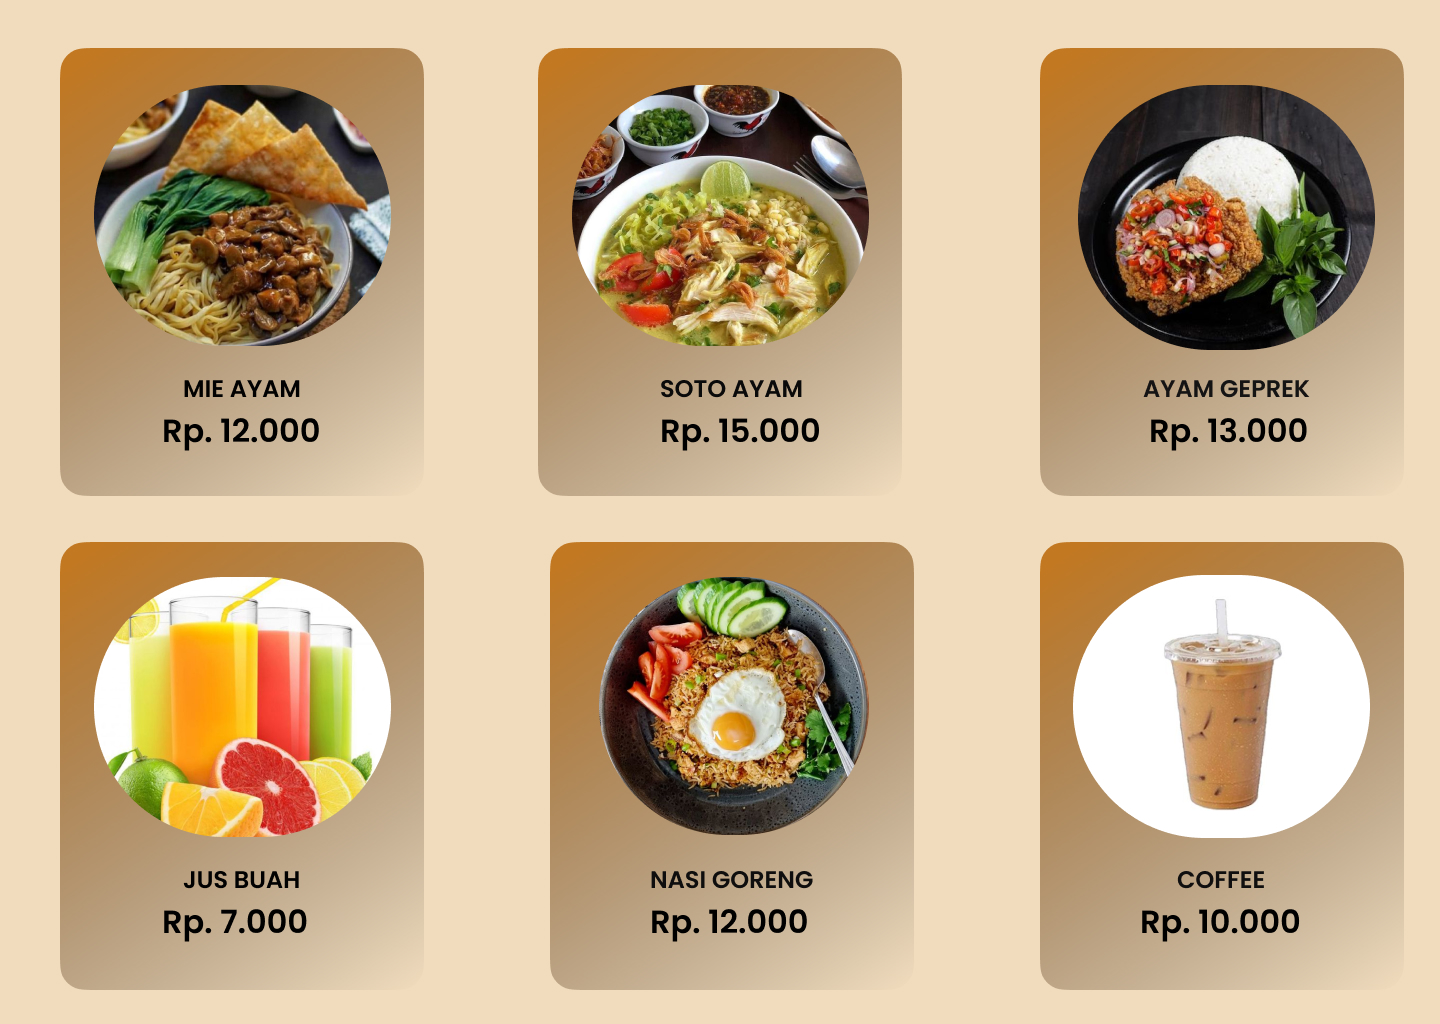 MIE AYAM
Rp. 12.000
SOTO AYAM
Rp. 15.000
AYAM GEPREK
Rp. 13.000
JUS BUAH
Rp. 7.000
NASI GORENG
Rp. 12.000
COFFEE
Rp. 10.000